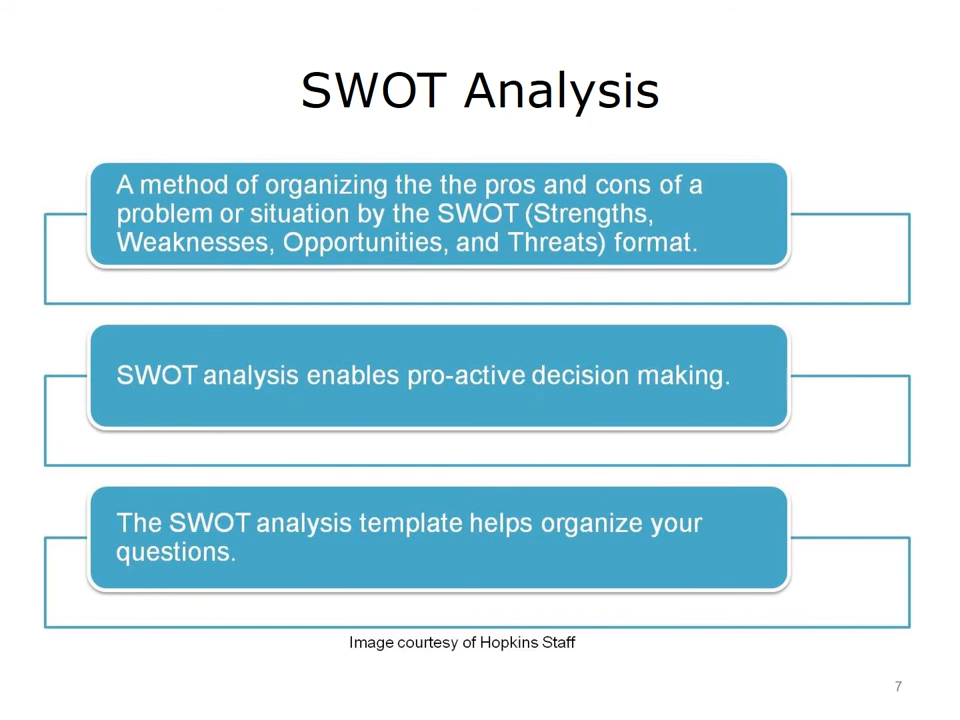 SWOT Analysis
A method of organizing the the pros and cons of a
problem or situation by the SWOT (Strengths,
Weaknesses, Opportunities, and Threats) format.
SWOT analysis enables pro-active decision making.
The SWOT analysis template helps organize your
questions.
Image courtesy of Hopkins Staff
7